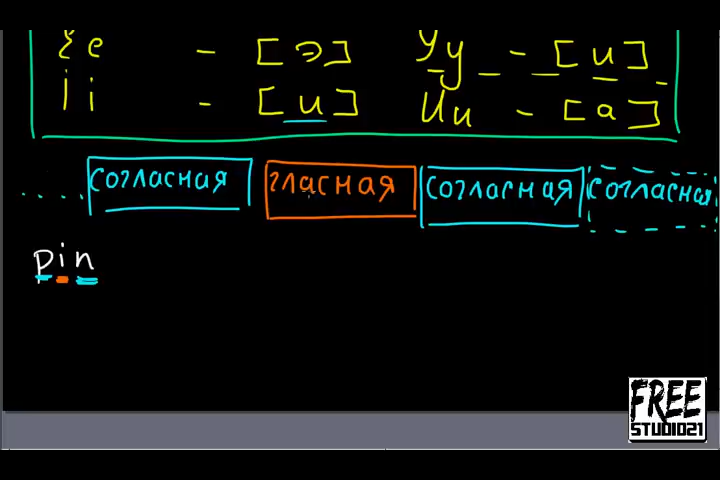 Ee - [э] Yy - [и]
Ii - [и] Uu - [а]
согласная гласная согласная согласная
pin
FREE
STUDIO21